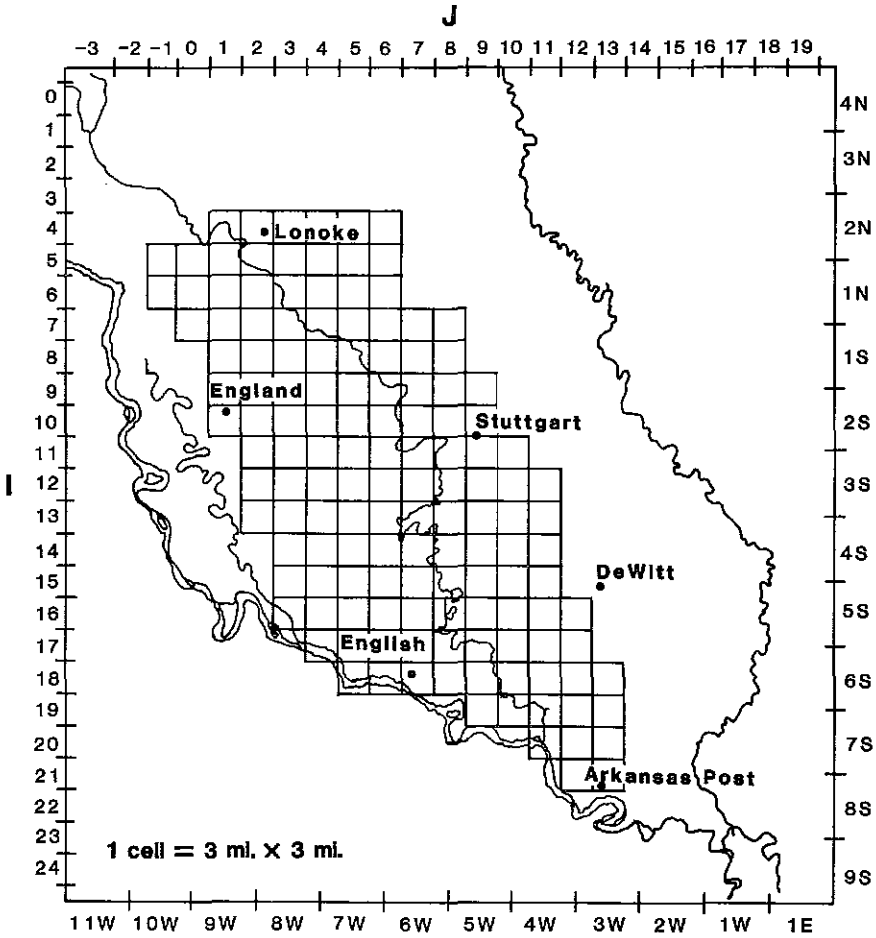 J
-3 -2 -1 0 1 2 3 4 5 6 7 8 9 10 11 12 13 14 15 16 17 18 19
0
4N
1
3N
2
3
2N
4
Lonoke
5
6
1N
7
8
1S
9
England
10
Stuttgart
2S
11
I
12
3S
13
14
4S
15
DeWitt
16
5S
17
English
18
6S
19
20
7S
21
Arkansas Post
22
8S
23
1 cell = 3 mi. × 3 mi.
24
9S
11W 10W 9W 8W 7W 6W 5W 4W 3W 2W 1W 1E